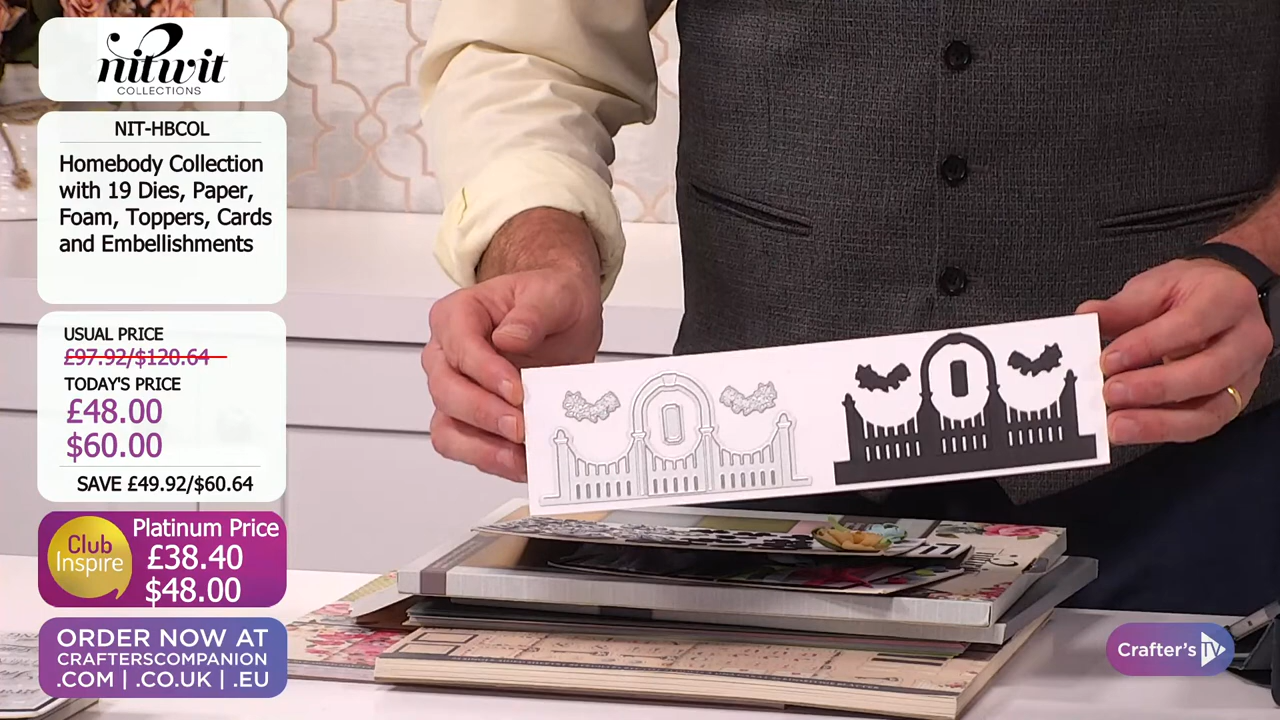 nitwit
COLLECTIONS
NIT-HBCOL
Homebody Collection
with 19 Dies, Paper,
Foam, Toppers, Cards
and Embellishments
USUAL PRICE
£97.92/$120.64
TODAY'S PRICE
£48.00
$60.00
SAVE £49.92/$60.64
Club
Inspire
Platinum Price
£38.40
$48.00
ORDER NOW AT
CRAFTERSCOMPANION
.COM | .CO.UK | .EU
Crafter's TV